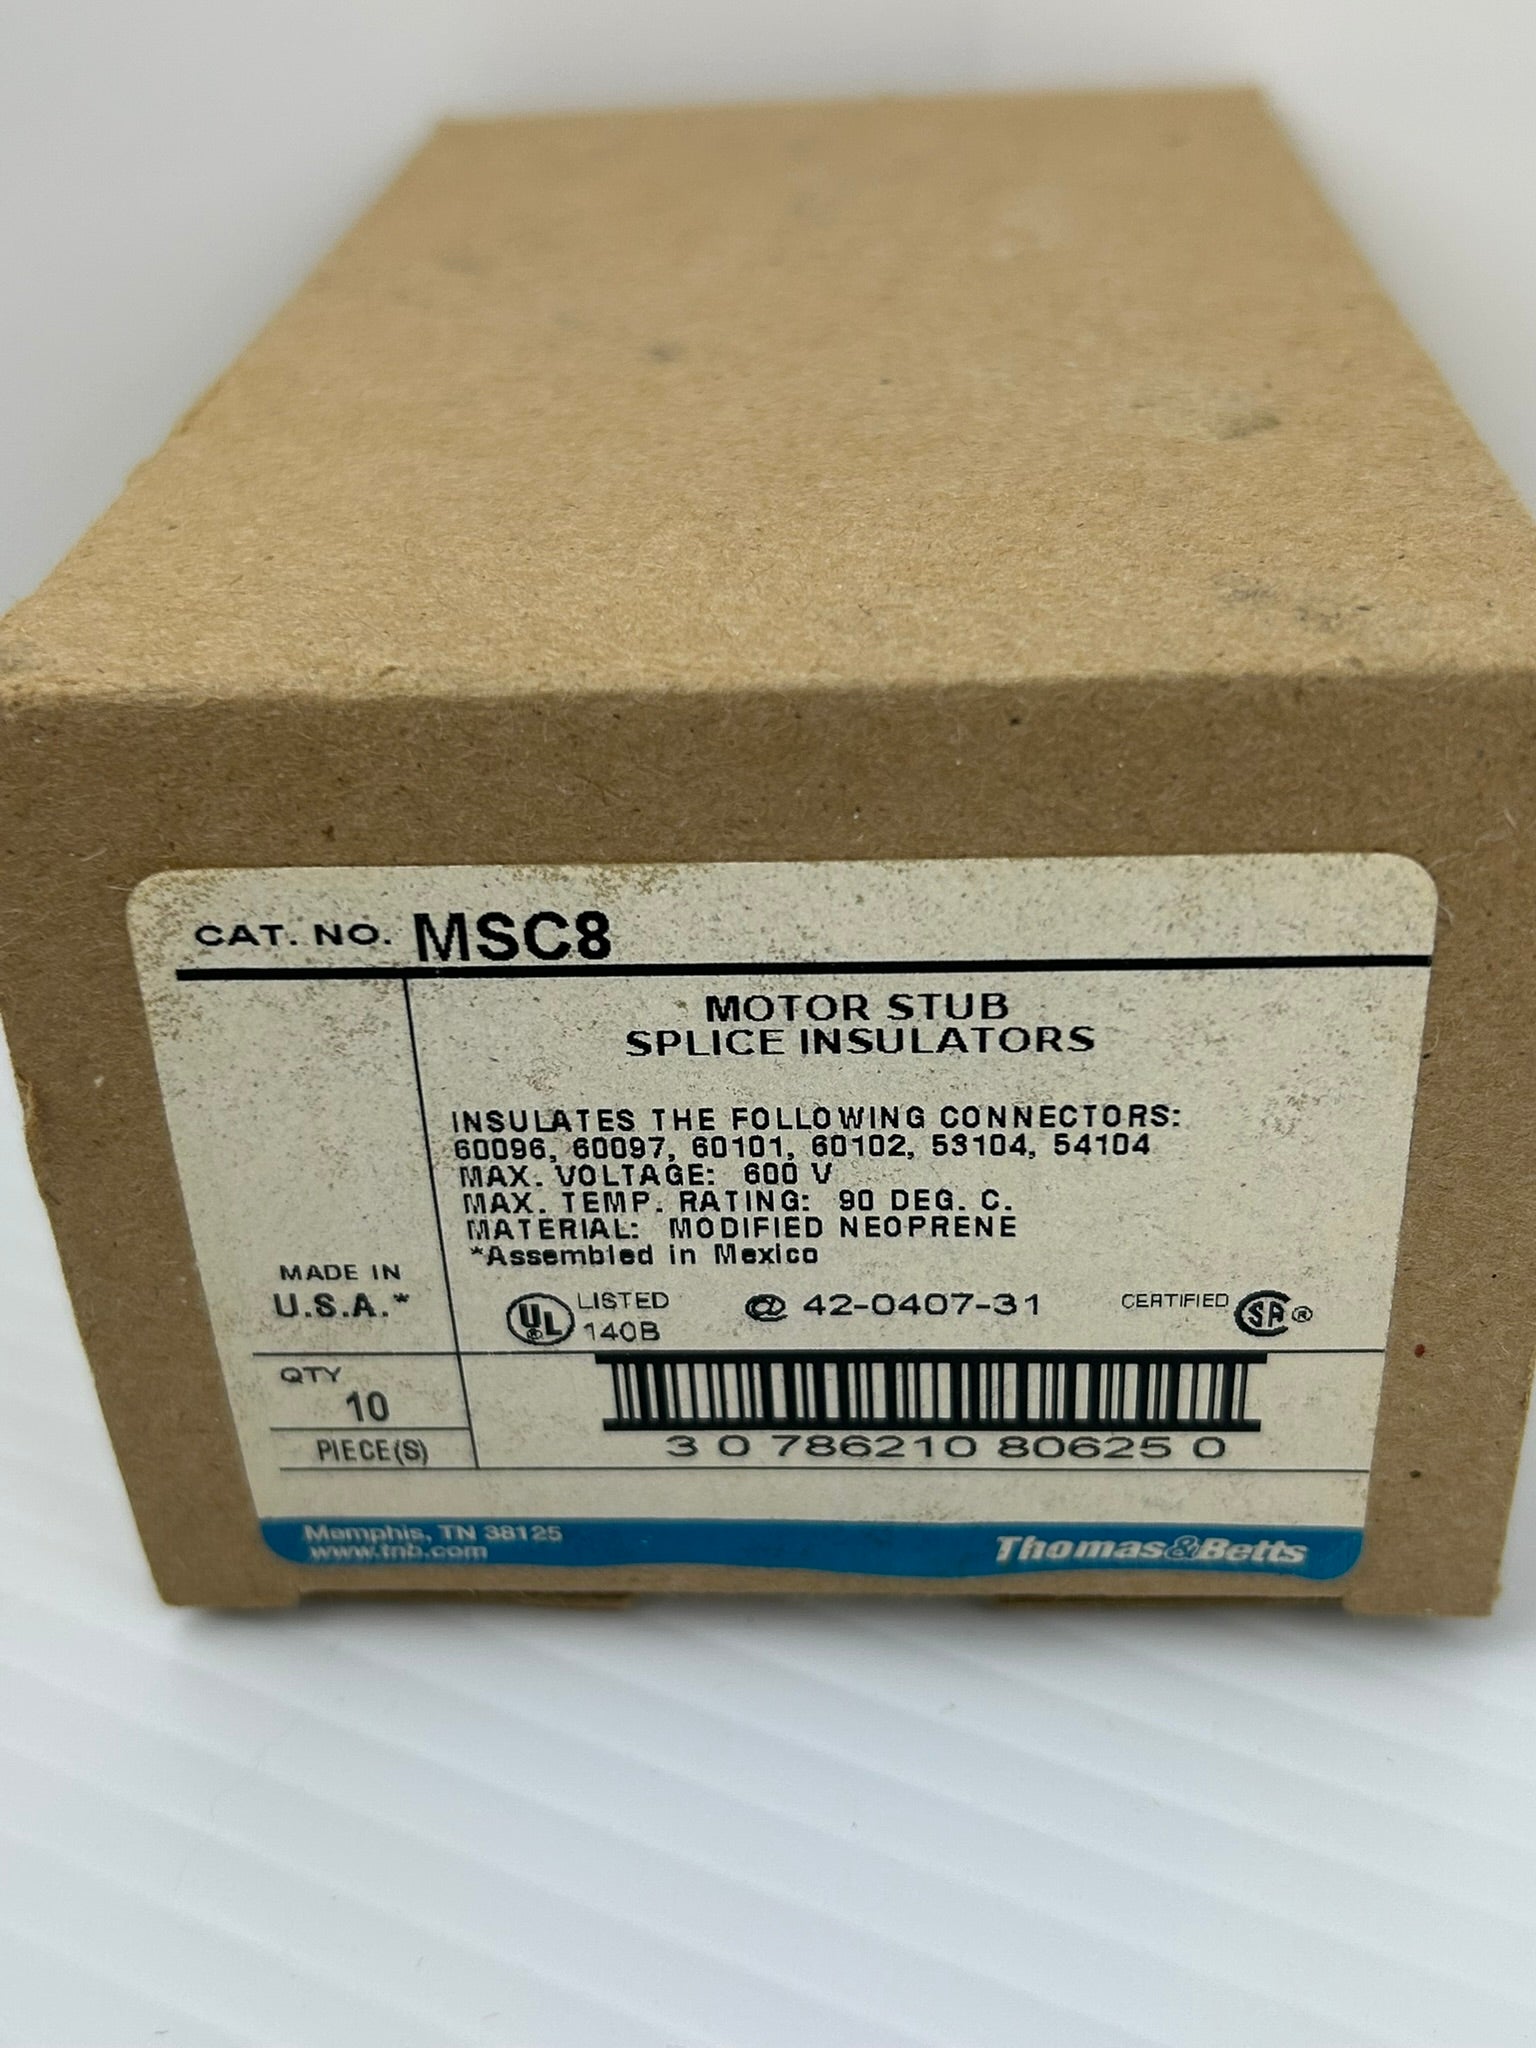 CAT. NO. MSC8
MOTOR STUB
SPLICE INSULATORS
INSULATES THE FOLLOWING CONNECTORS:
60096, 60097, 60101, 60102, 53104, 54104
MAX. VOLTAGE: 600 V
MAX. TEMP. RATING: 90 DEG. C.
MATERIAL: MODIFIED NEOPRENE
*Assembled in Mexico
MADE IN
U.S.A.*
UL® LISTED
140B
@ 42-0407-31
CERTIFIED SA ®
QTY
10
PIECE(S)
3 0 786210 80625 0
Memphis, TN 38125
www.tnb.com
Thomas&Betts